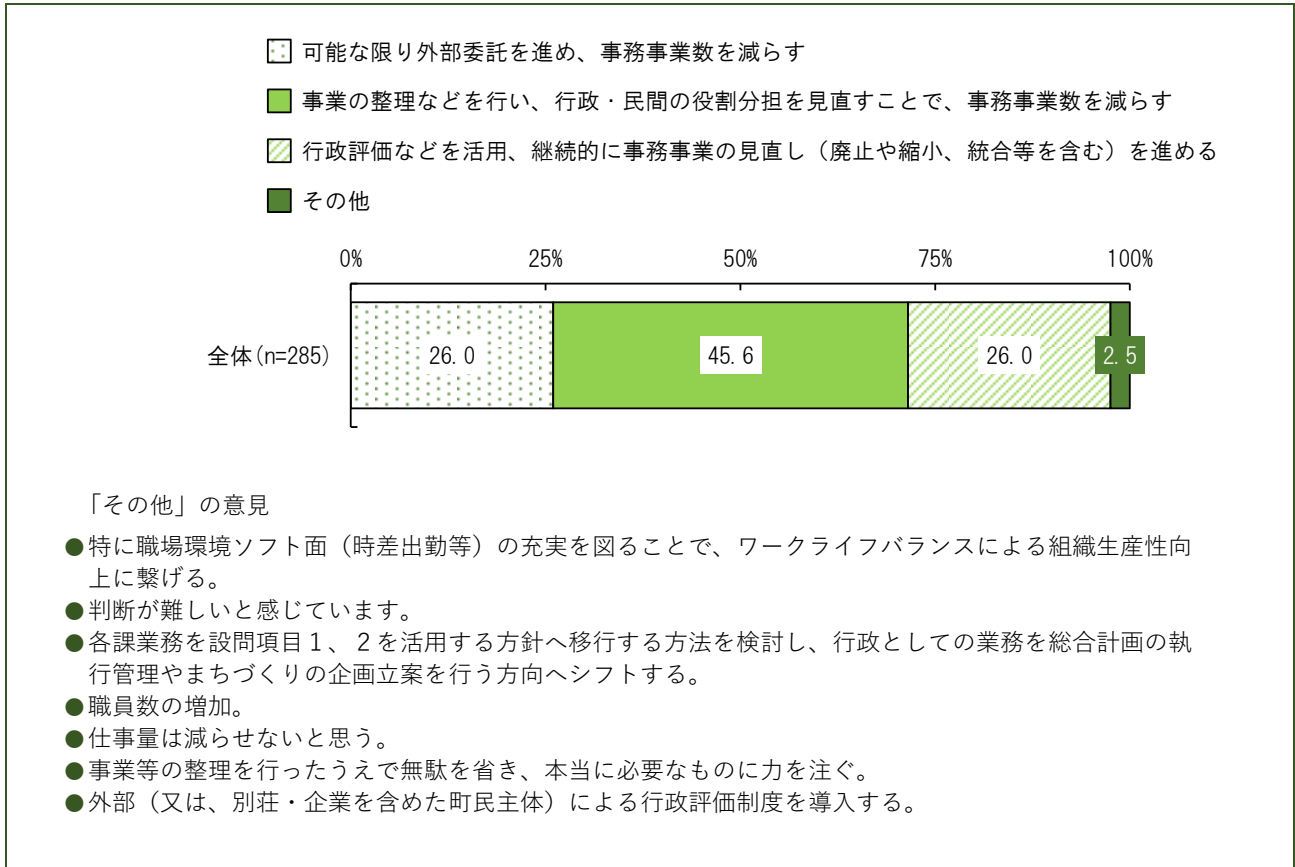 可能な限り外部委託を進め、事務事業数を減らす
事業の整理などを行い、行政・民間の役割分担を見直すことで、事務事業数を減らす
行政評価などを活用、継続的に事務事業の見直し（廃止や縮小、統合等を含む）を進める
その他
0% 25% 50% 75% 100%
全体(n=285) 26.0 45.6 26.0 2.5
「その他」の意見
●特に職場環境ソフト面（時差出勤等）の充実を図ることで、ワークライフバランスによる組織生産性向
上に繋げる。
●判断が難しいと感じています。
●各課業務を設問項目１、２を活用する方針へ移行する方法を検討し、行政としての業務を総合計画の執
行管理やまちづくりの企画立案を行う方向へシフトする。
●職員数の増加。
●仕事量は減らせないと思う。
●事業等の整理を行ったうえで無駄を省き、本当に必要なものに力を注ぐ。
●外部（又は、別荘・企業を含めた町民主体）による行政評価制度を導入する。